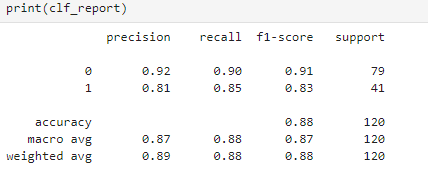 print(clf_report)
precision recall f1-score support
0 0.92 0.90 0.91 79
1 0.81 0.85 0.83 41
accuracy 0.88 120
macro avg 0.87 0.88 0.87 120
weighted avg 0.89 0.88 0.88 120